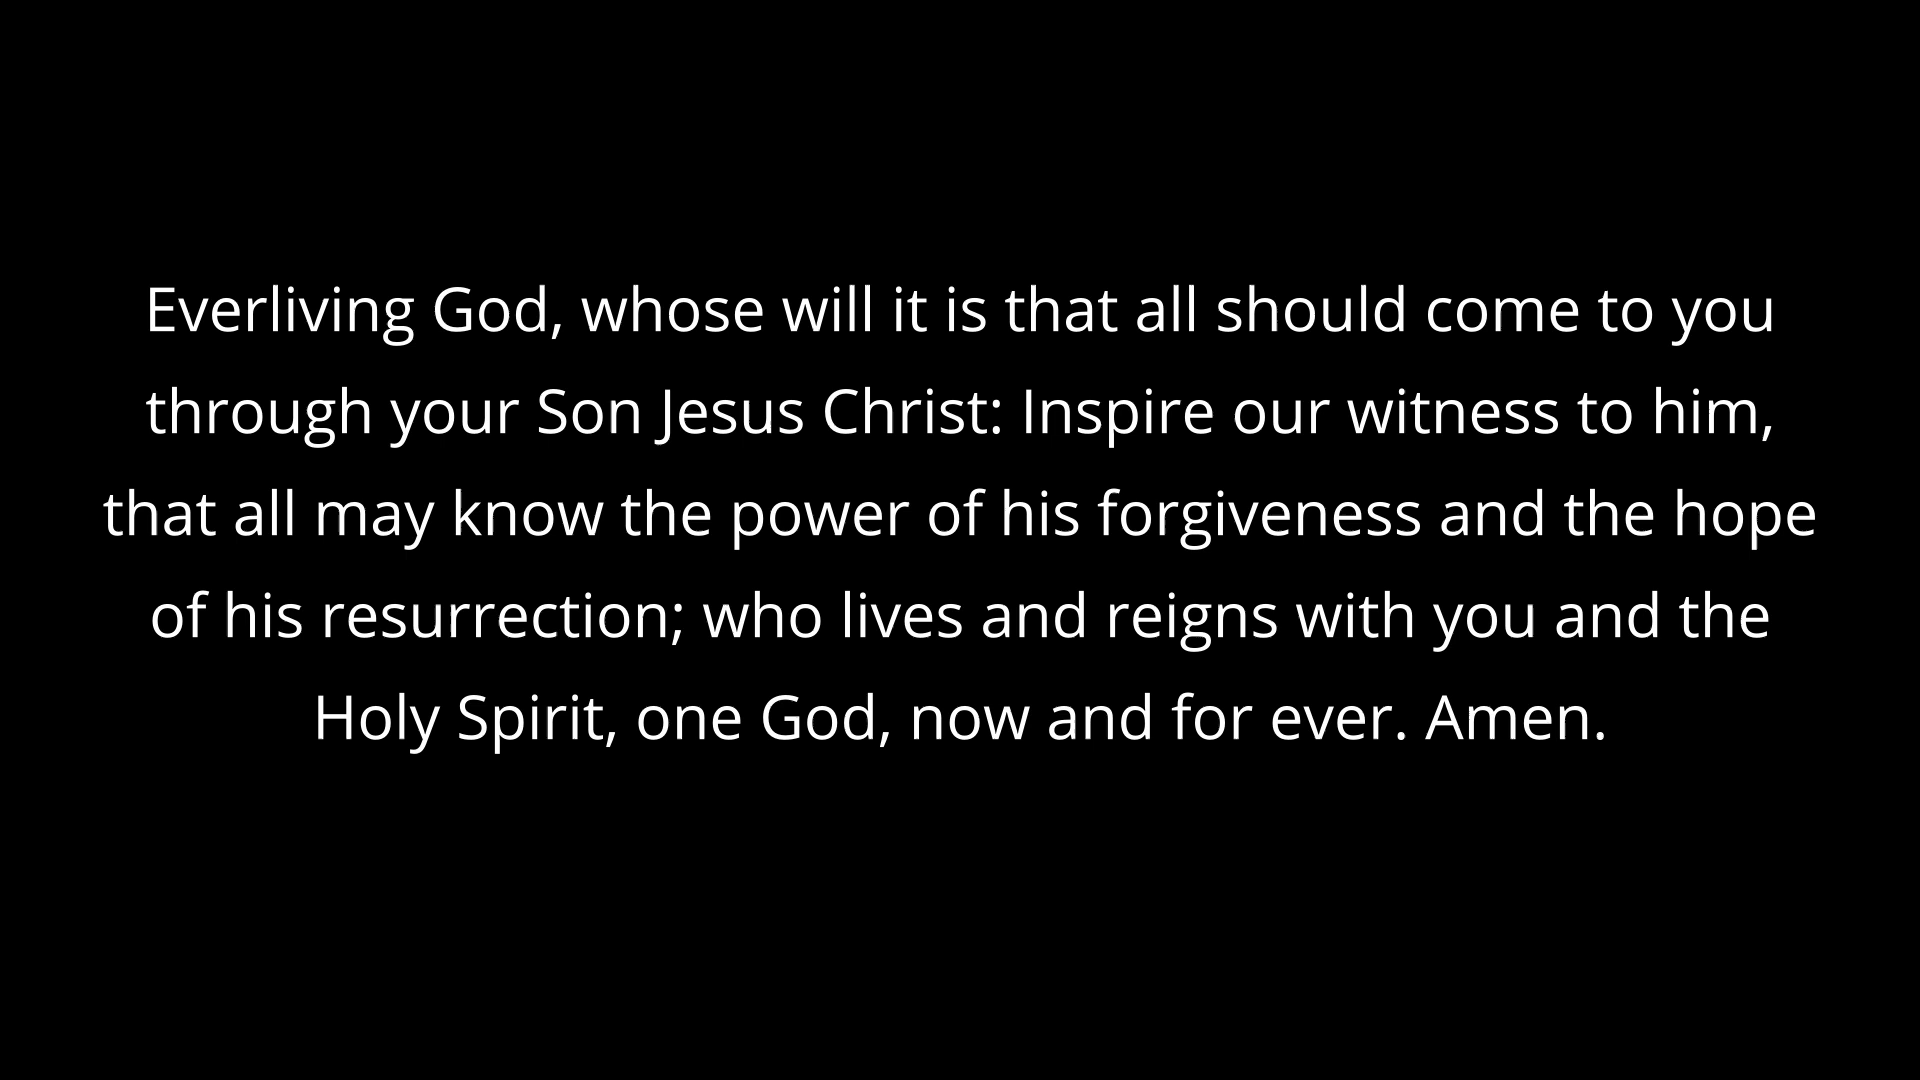 Everliving God, whose will it is that all should come to you
through your Son Jesus Christ: Inspire our witness to him,
that all may know the power of his forgiveness and the hope
of his resurrection; who lives and reigns with you and the
Holy Spirit, one God, now and for ever. Amen.